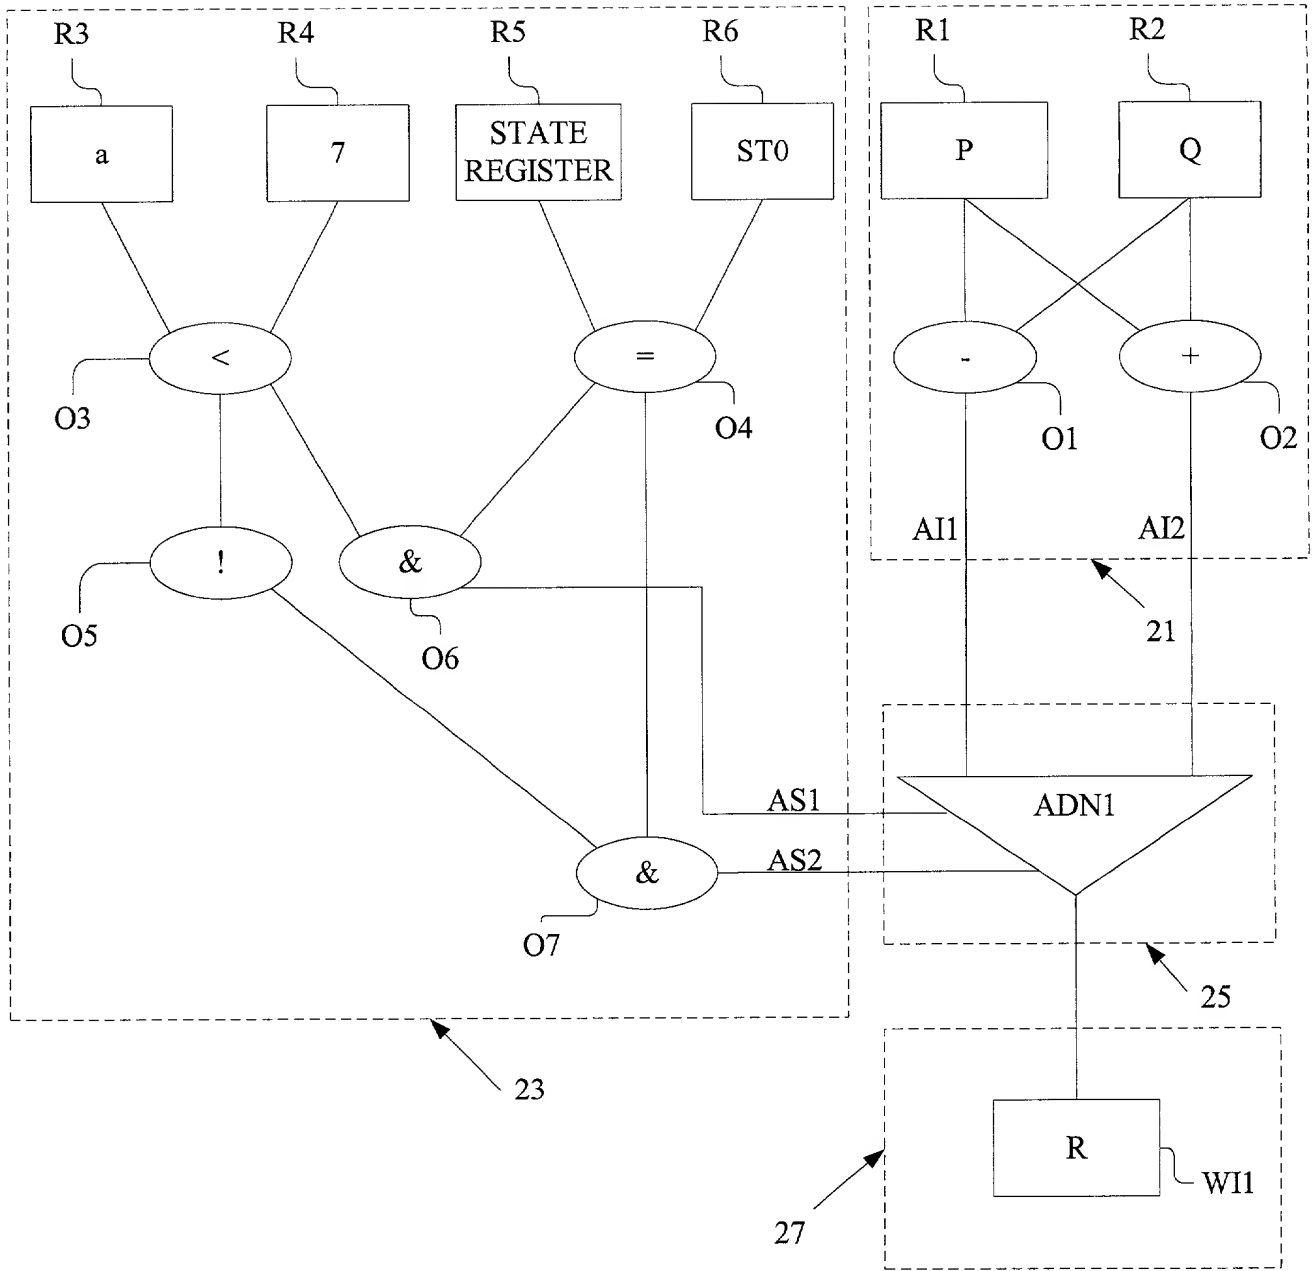 R3 R4 R5 R6 R1 R2
a 7 STATE REGISTER ST0 P Q
< = - +
O3 O4 O1 O2
AI1 AI2
! &
O5 O6 21
AS1 ADN1
AS2
&
O7
25
23
R
WI1
27